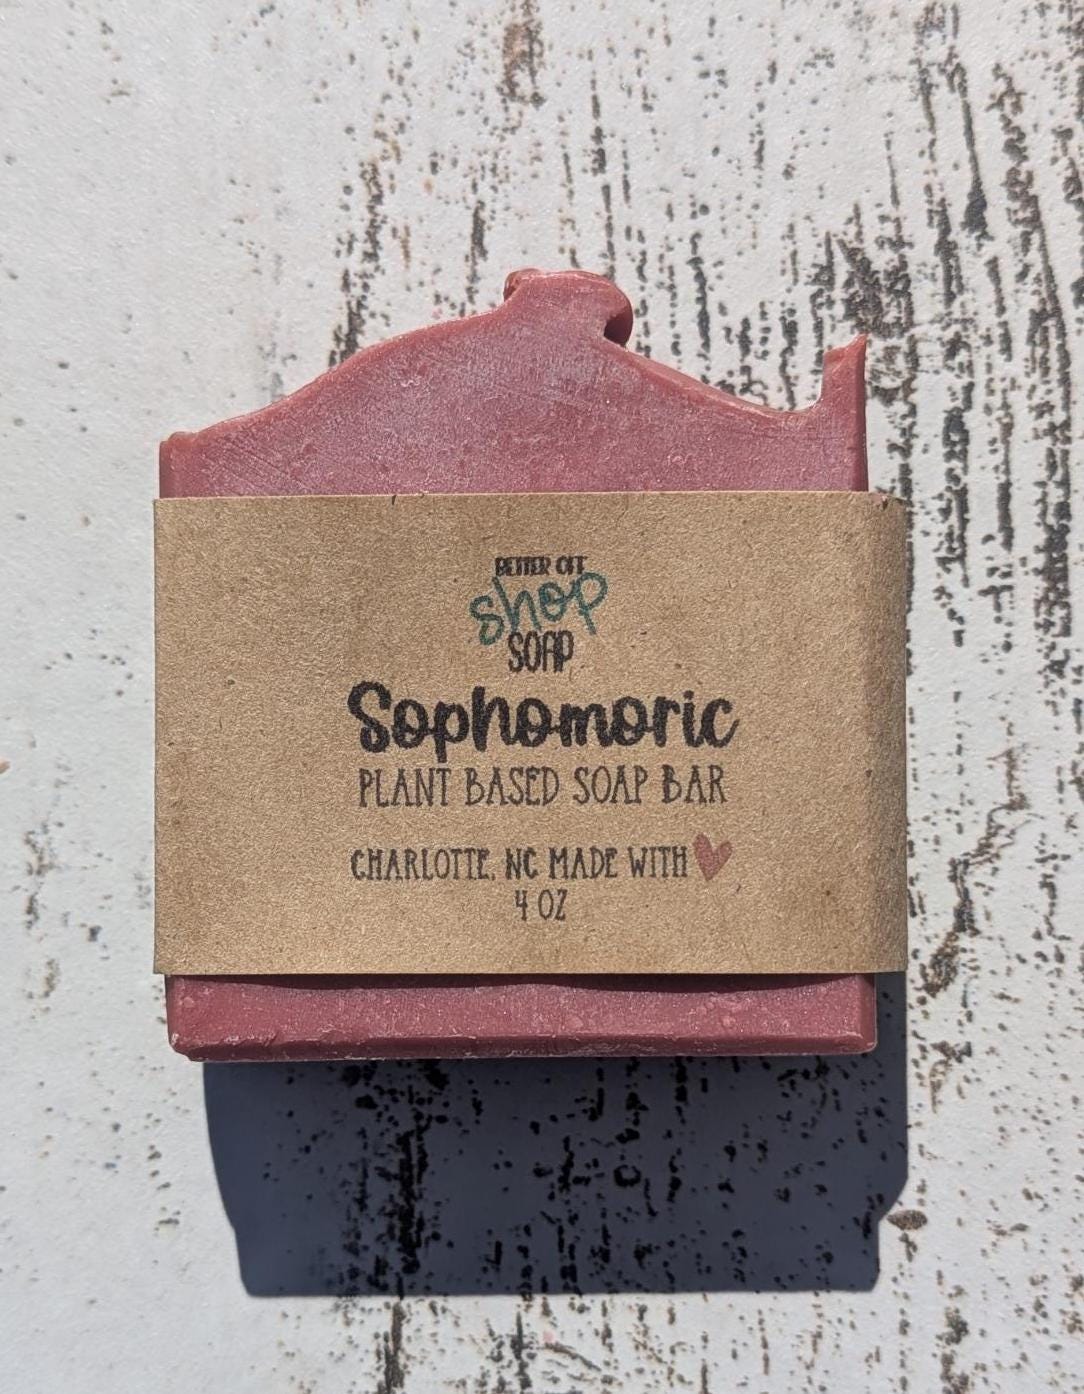 BETTER OFF
shop
SOAP
Sophomoric
PLANT BASED SOAP BAR
CHARLOTTE, NC MADE WITH
4 OZ